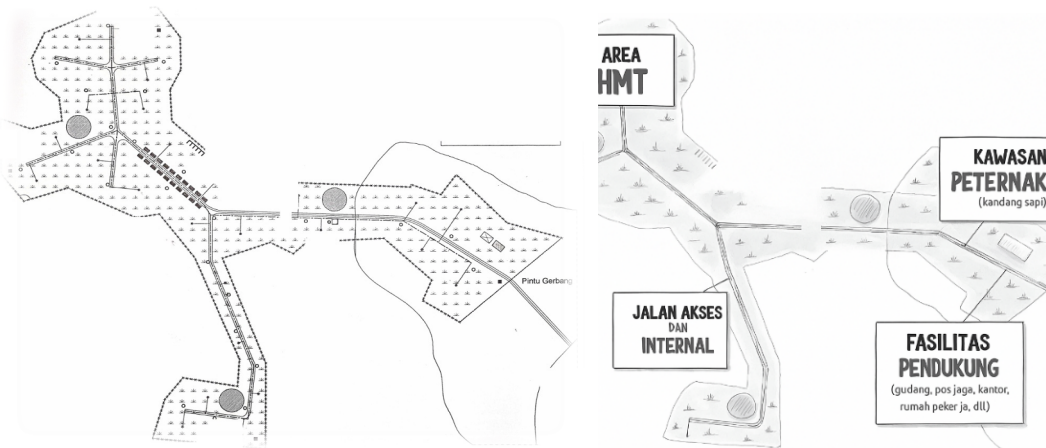 Pintu Gerbang
AREA
HMT
KAWASAN
PETERNAK
(kandang sapi)
JALAN AKSES
DAN
INTERNAL
FASILITAS
PENDUKUNG
(gudang, pos jaga, kantor,
rumah peker ja, dll)